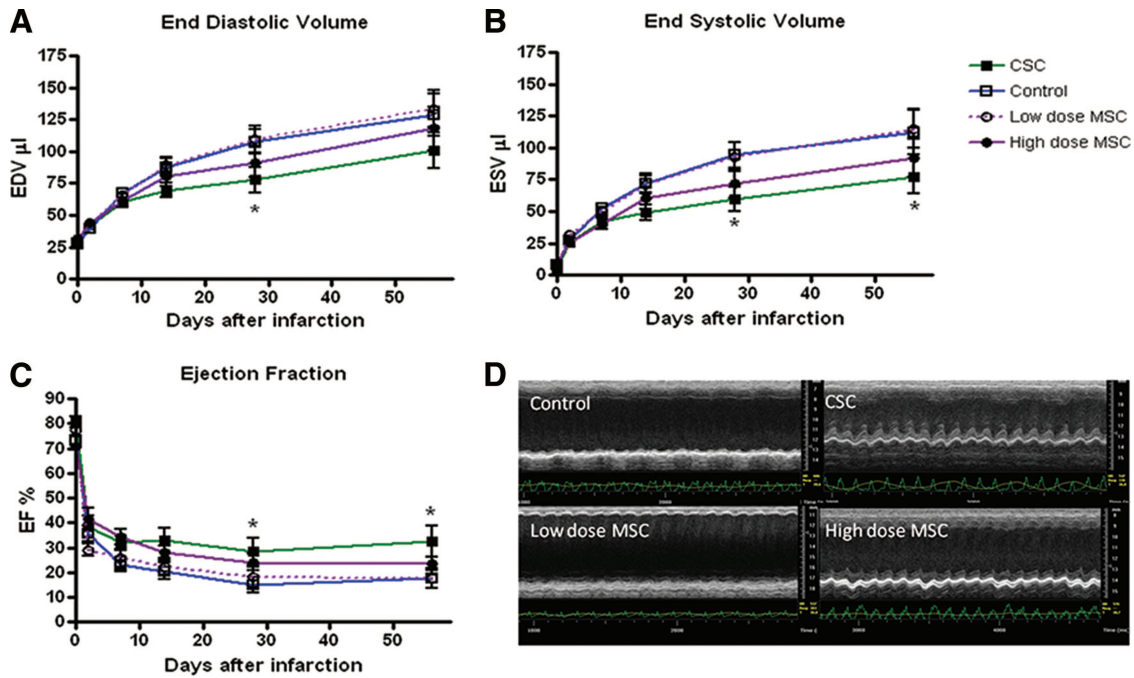 A
End Diastolic Volume
175
150
125
100
75
50
25
0
EDV µl
0 10 20 30 40 50
Days after infarction
*
B
End Systolic Volume
175
150
125
100
75
50
25
0
ESV µl
0 10 20 30 40 50
Days after infarction
*
*
CSC
Control
Low dose MSC
High dose MSC
C
Ejection Fraction
90
80
70
60
50
40
30
20
10
0
EF %
0 10 20 30 40 50
Days after infarction
*
*
D
Control
CSC
Low dose MSC
High dose MSC